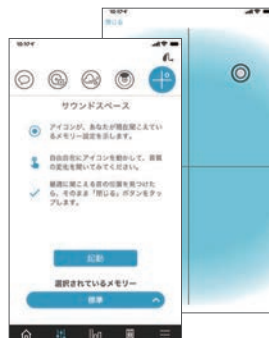 閉じる
サウンドスペース
アイコンが、あなたが現在聞こえてい
るメモリー設定を示します。
自由自在にアイコンを動かして、音質
の変化を聞いてみてください。
最適に聞こえる音の位置を見つけた
ら、そのまま「閉じる」ボタンをタッ
プします。
起動
選択されているメモリー
標準